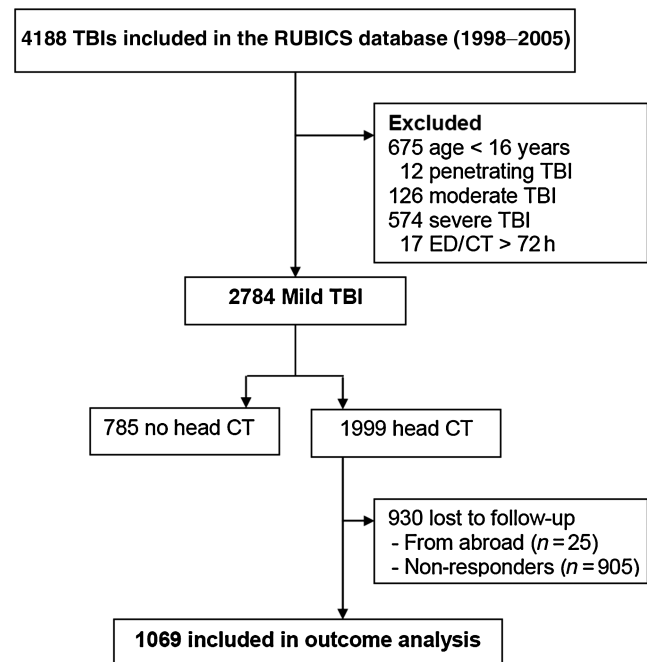 4188 TBIs included in the RUBICS database (1998–2005)
Excluded
675 age < 16 years
12 penetrating TBI
126 moderate TBI
574 severe TBI
17 ED/CT > 72 h
2784 Mild TBI
785 no head CT
1999 head CT
930 lost to follow-up
- From abroad (n = 25)
- Non-responders (n = 905)
1069 included in outcome analysis